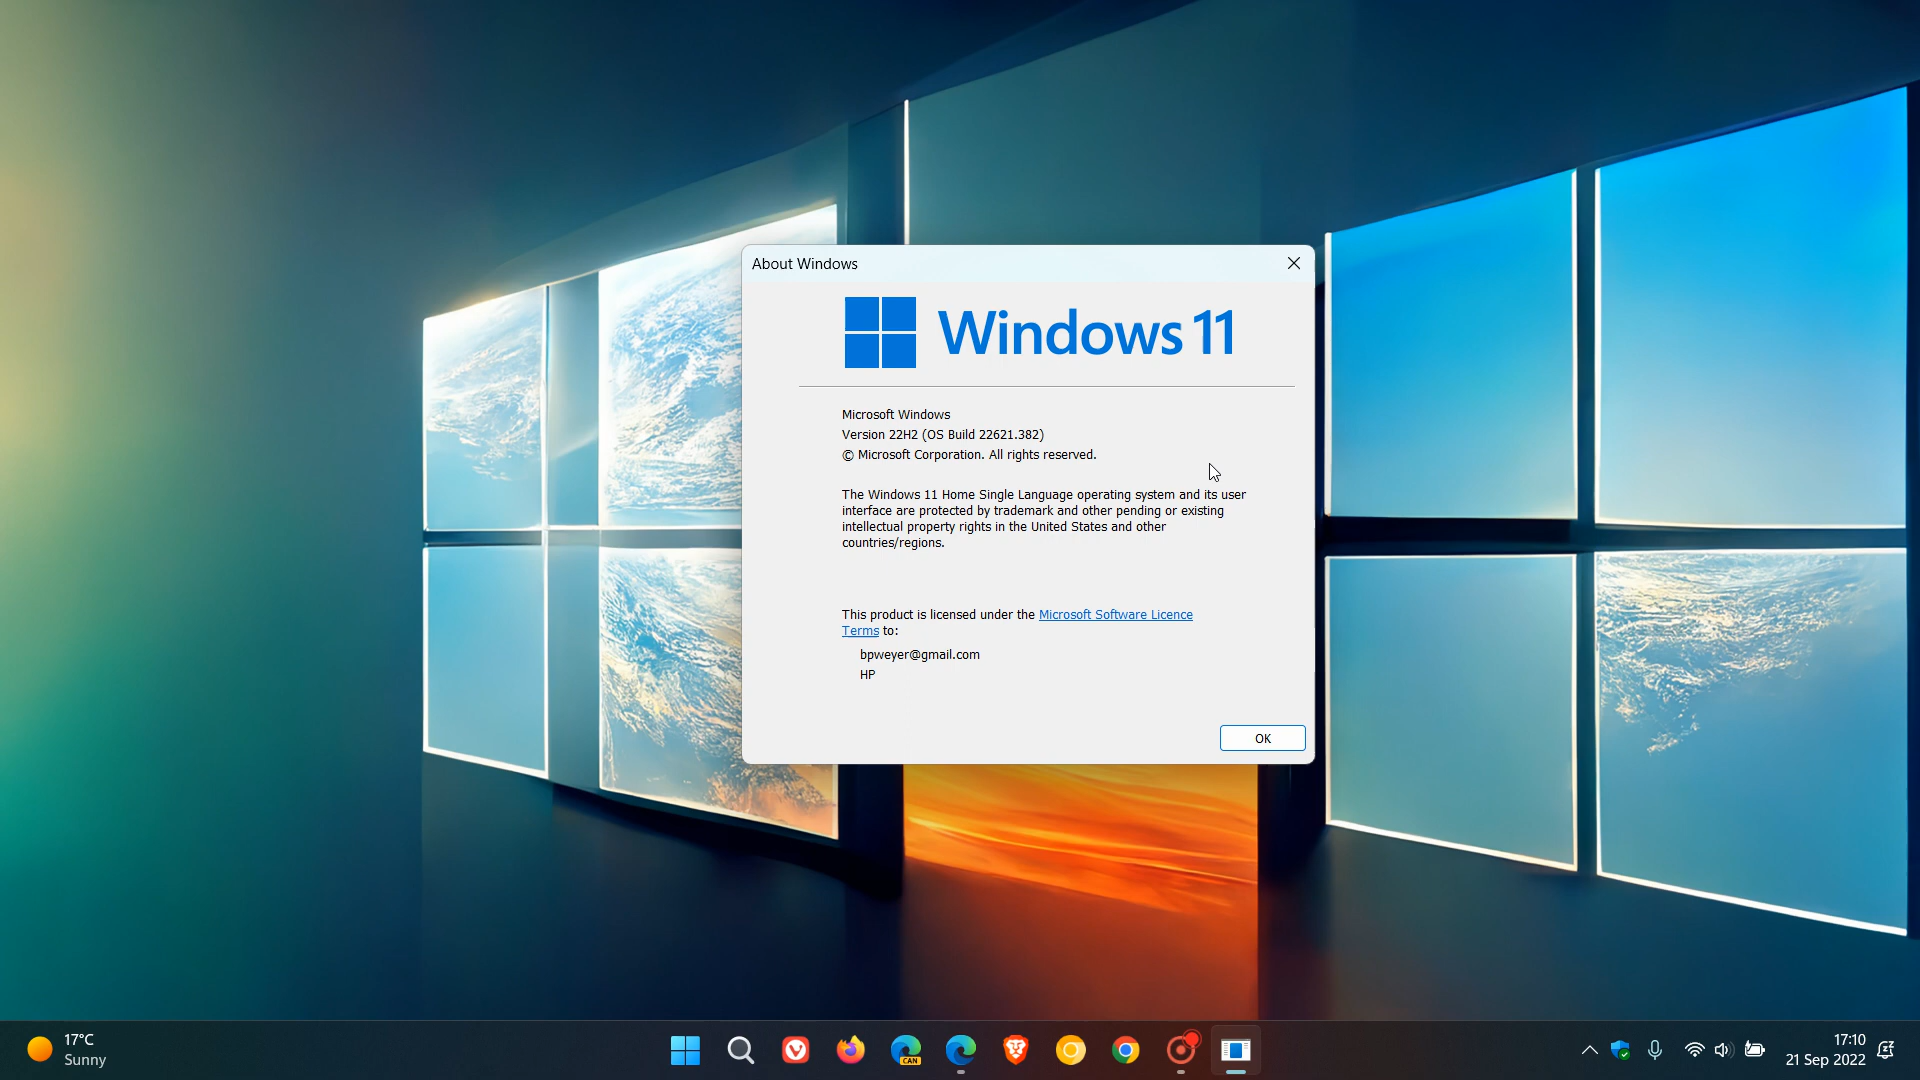 About Windows
Windows 11
Microsoft Windows
Version 22H2 (OS Build 22621.382)
© Microsoft Corporation. All rights reserved.
The Windows 11 Home Single Language operating system and its user
interface are protected by trademark and other pending or existing
intellectual property rights in the United States and other
countries/regions.
This product is licensed under the Microsoft Software Licence
Terms to:
bpweyer@gmail.com
HP
OK
17°C
Sunny
CAN
17:10
21 Sep 2022